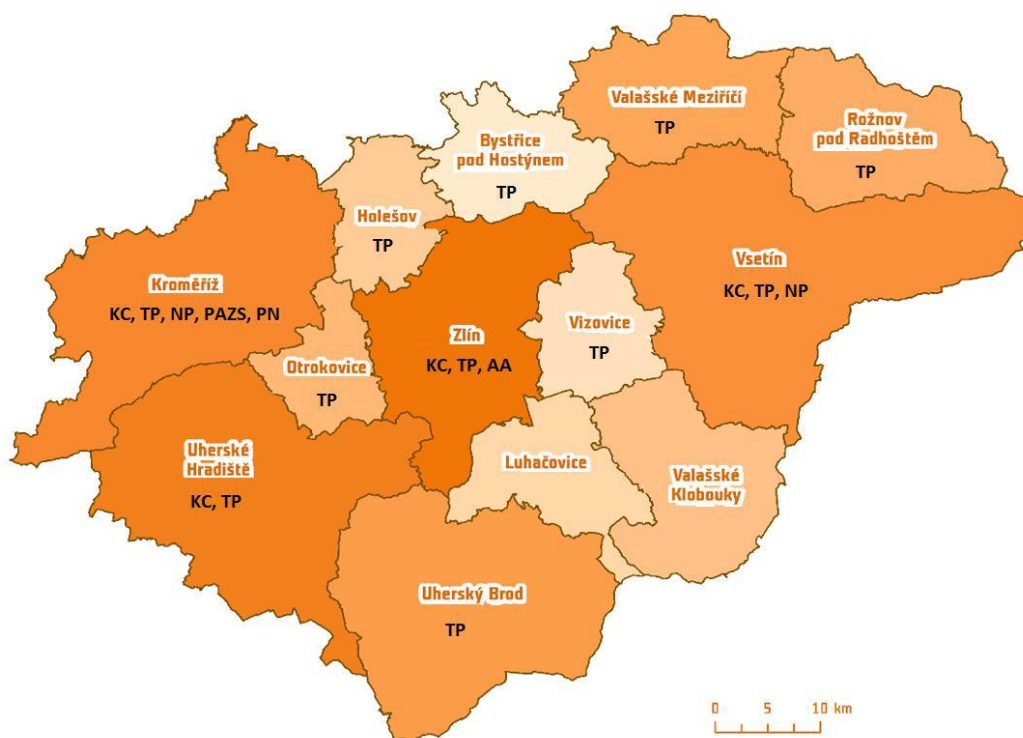 Valašské Meziříčí
TP
Rožnov
pod Radhoštěm
TP
Bystřice
pod Hostýnem
TP
Holešov
TP
Kroměříž
KC, TP, NP, PAZS, PN
Vsetín
KC, TP, NP
Zlín
KC, TP, AA
Vizovice
TP
Otrokovice
TP
Uherské
Hradiště
KC, TP
Luhačovice
Valašské
Klobouky
Uherský Brod
TP
0 5 10 km